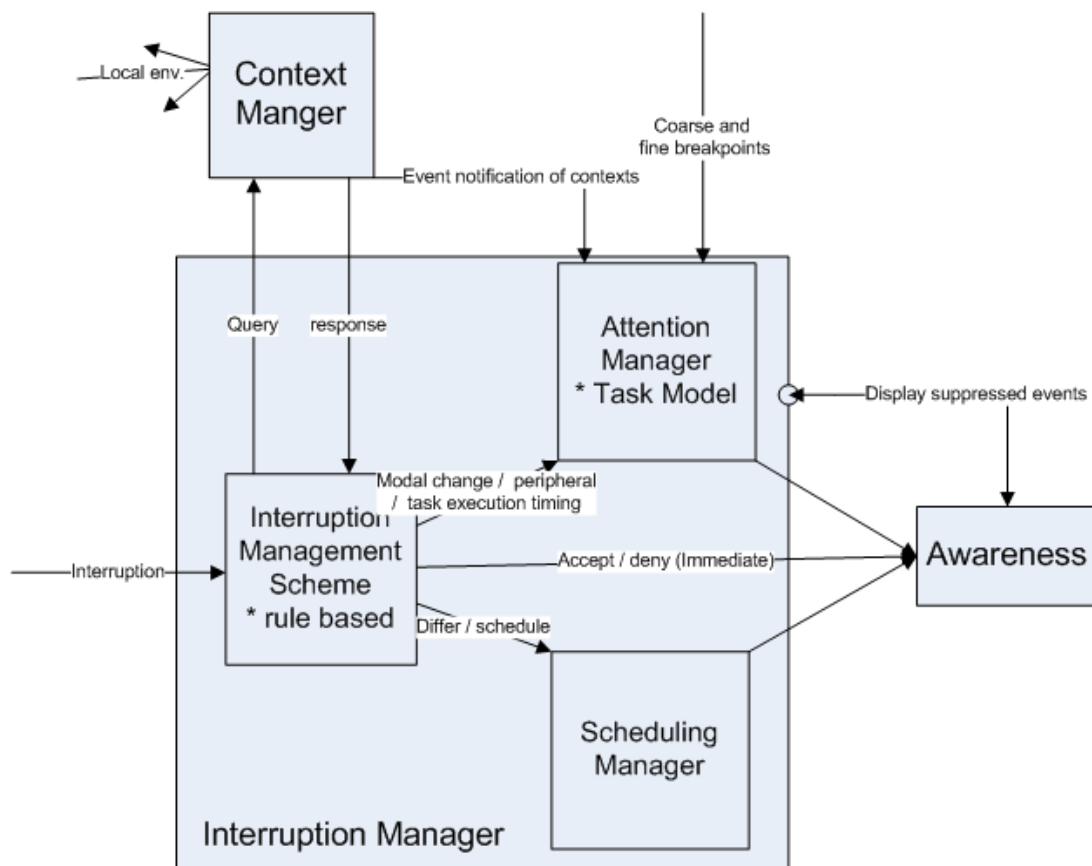 Context
Manger
Local env.
Coarse and
fine breakpoints
Event notification of contexts
Query
response
Attention
Manager
* Task Model
Display suppressed events
Modal change / peripheral
/ task execution timing
Interruption
Management
Scheme
* rule based
Interruption
Accept / deny (Immediate)
Awareness
Differ / schedule
Scheduling
Manager
Interruption Manager